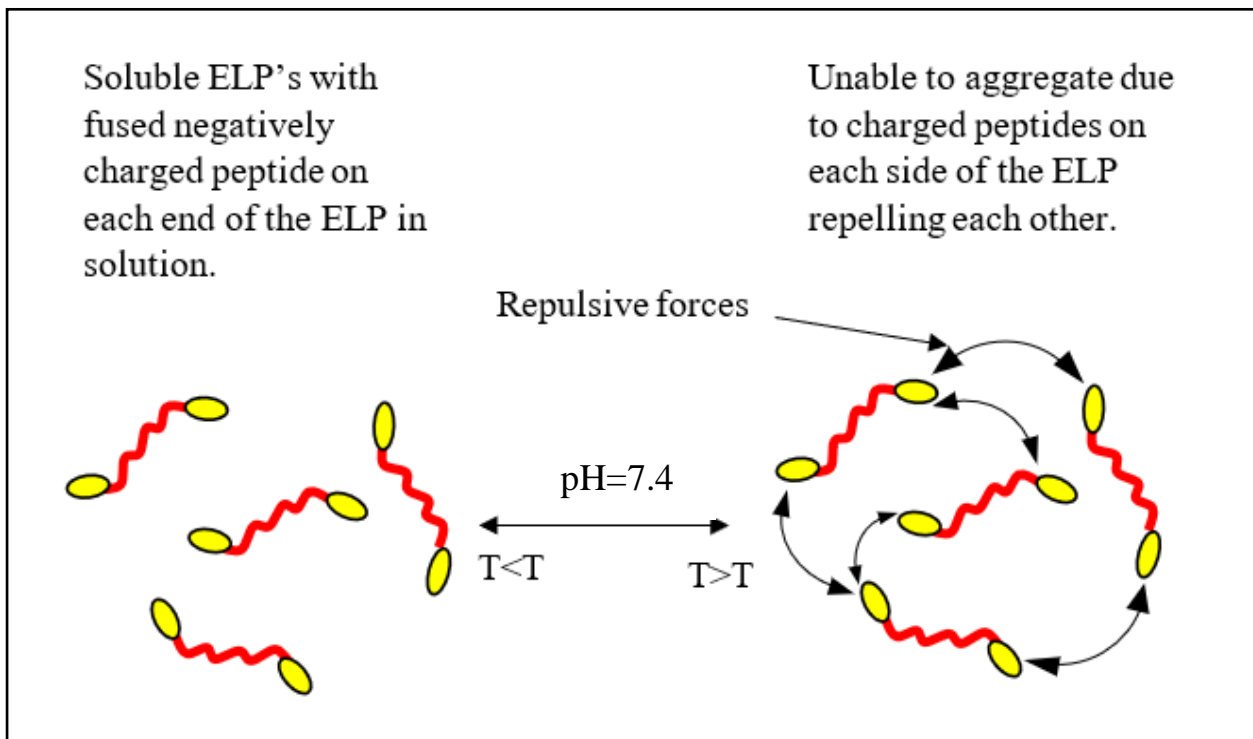 Soluble ELP's with
fused negatively
charged peptide on
each end of the ELP in
solution.
Unable to aggregate due
to charged peptides on
each side of the ELP
repelling each other.
Repulsive forces
pH=7.4
T<T
T>T